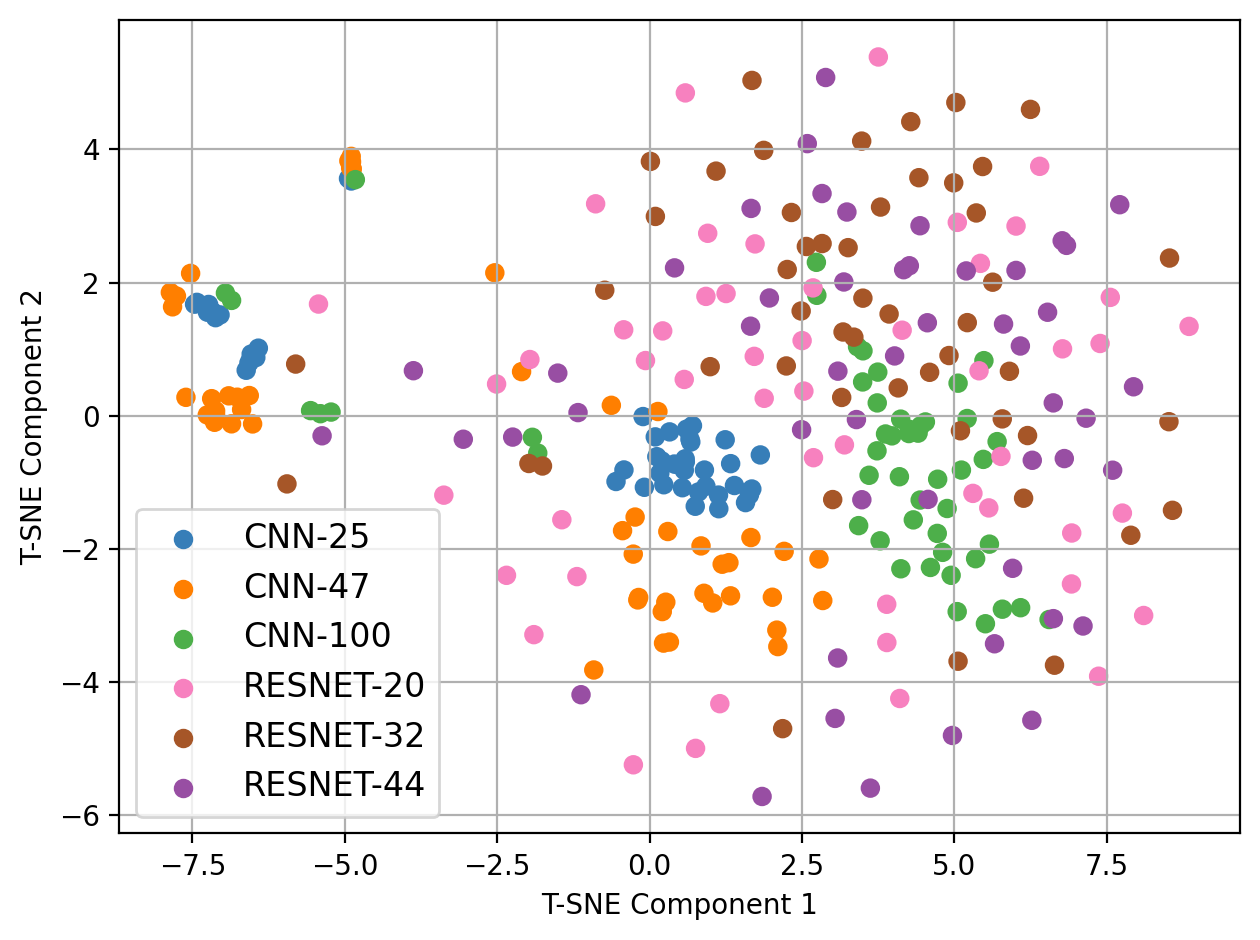 4
2
0
−2
−4
−6
T-SNE Component 2
CNN-25
CNN-47
CNN-100
RESNET-20
RESNET-32
RESNET-44
−7.5 −5.0 −2.5 0.0 2.5 5.0 7.5
T-SNE Component 1